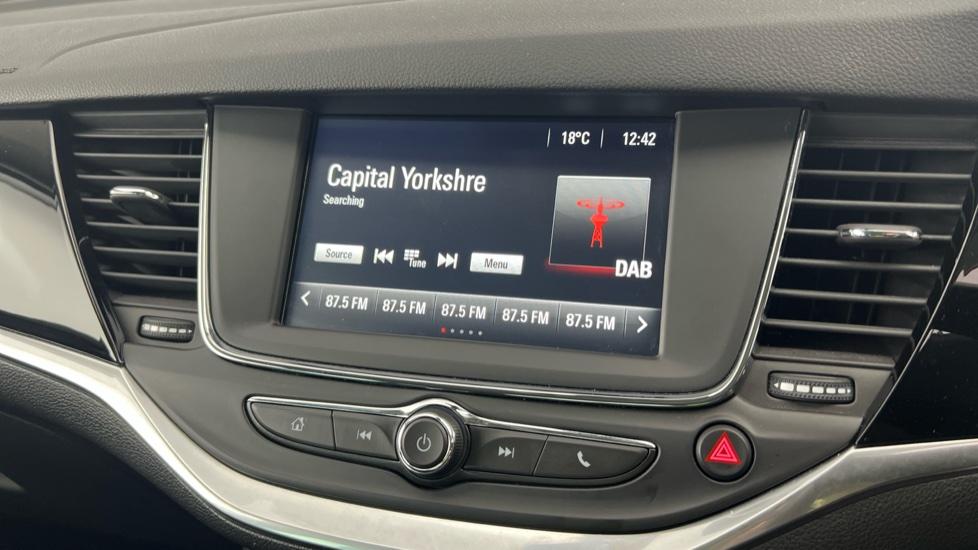 18°C 12:42
Capital Yorkshre
Searching
Source Tune Menu
DAB
87.5 FM 87.5 FM 87.5 FM 87.5 FM 87.5 FM